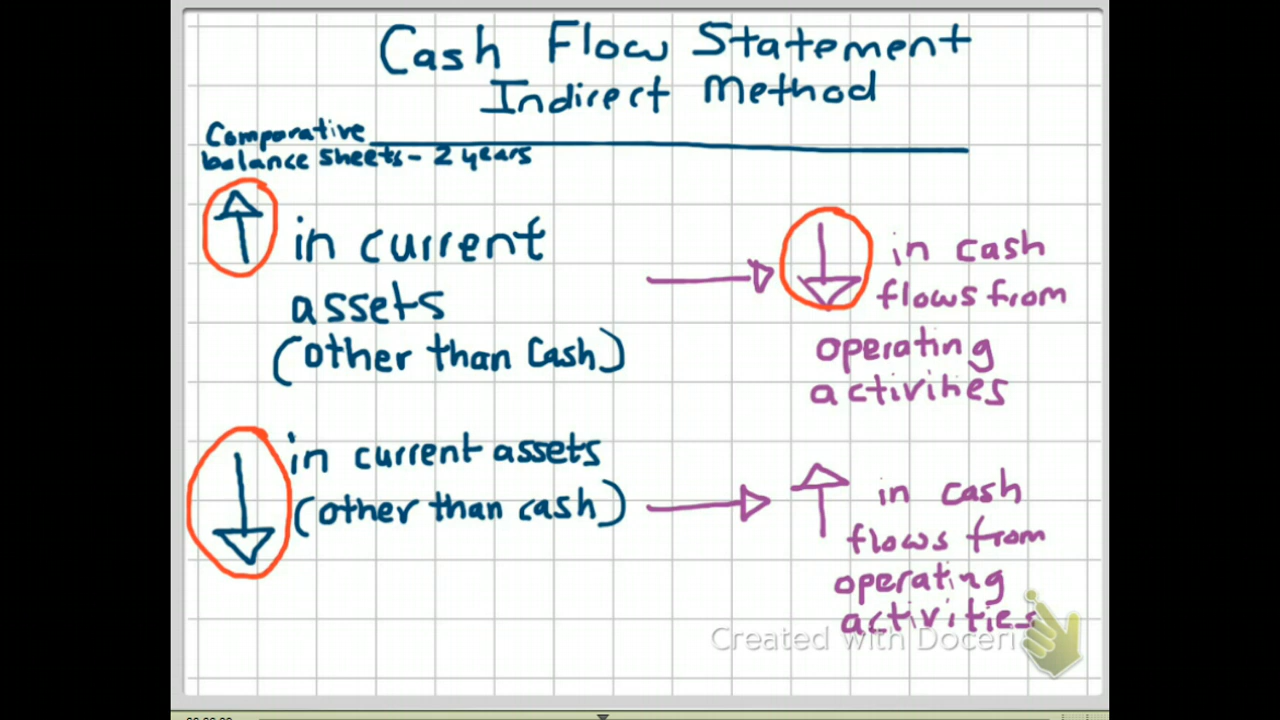 Cash Flow Statement
Indirect Method
Comparative
balance sheets - 2 years
in current
assets
(other than cash)
in cash
flows from
operating
activities
in current assets
(other than cash)
in cash
flows from
operating
activities
Created with Doceri